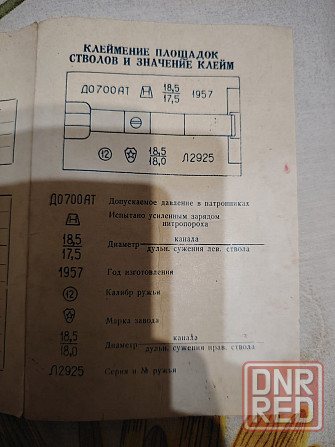 КЛЕЙМЕНИЕ ПЛОЩАДОК
СТВОЛОВ И ЗНАЧЕНИЕ КЛЕЙМ
ДО700АТ 18,5 1957
17,5
12 18,5 Л2925
18,0
ДО700АТ Допускаемое давление в патронниках
Испытано усиленным зарядом
нитропороха
18,5 Диаметр канала
17,5 дульн. сужения лев. ствола
1957 Год изготовления
12 Калибр ружья
Марка завода
18,5 Диаметр канала
18,0 дульн. сужения прав. ствола
Л2925 Серия и № ружья
DNR
RED